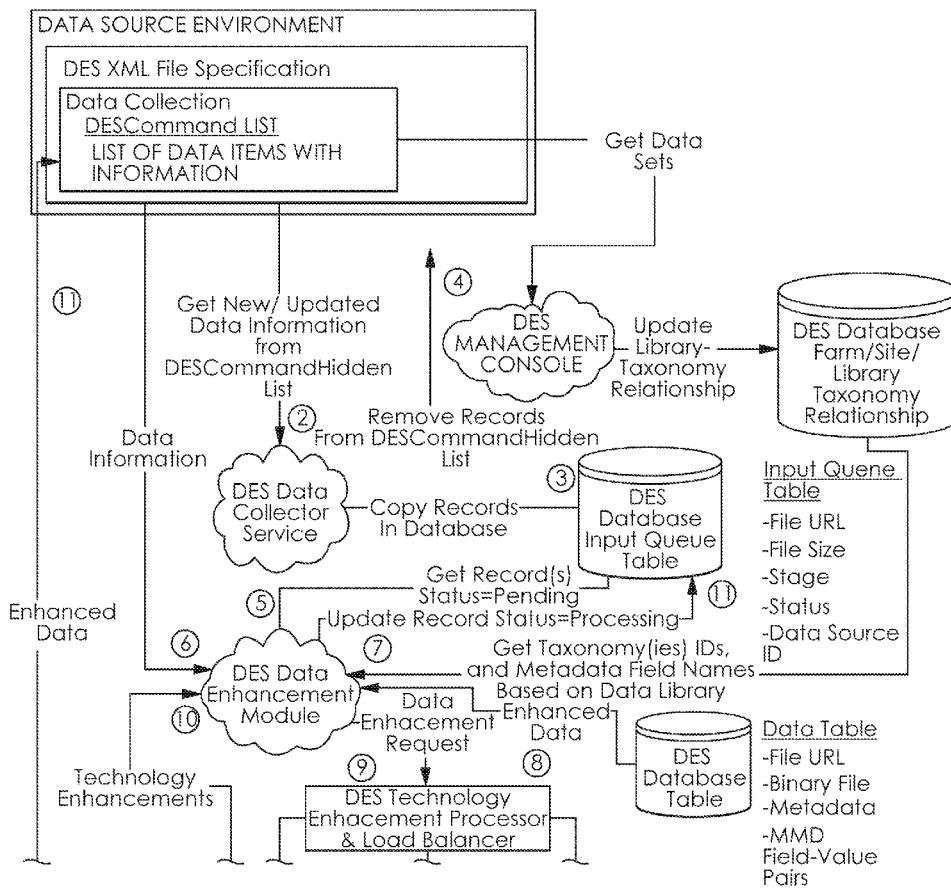 DATA SOURCE ENVIRONMENT
DES XML File Specification
Data Collection
DESCommand LIST
LIST OF DATA ITEMS WITH
INFORMATION
Get Data
Sets
11
Get New/ Updated
Data Information
from
DESCommandHidden
List
4
DES
MANAGEMENT
CONSOLE
Update
Library-
Taxonomy
Relationship
DES Database
Farm/Site/
Library
Taxonomy
Relationship
2
Remove Records
From DESCommandHidden
List
Data
Information
DES Data
Collector
Service
Copy Records
In Database
3
DES
Database
Input Queue
Table
Input Quene
Table
-File URL
-File Size
-Stage
-Status
-Data Source
ID
Enhanced
Data
5
Get Record(s)
Status=Pending
Update Record Status=Processing
11
6
7
Get Taxonomy(ies) IDs,
and Metadata Field Names
Based on Data Library
DES Data
Enhancement
Module
10
Data
Enhacement
Request
Enhanced
Data
DES
Database
Table
Data Table
-File URL
-Binary File
-Metadata
-MMD
Field-Value
Pairs
Technology
Enhancements
9
8
DES Technology
Enhacement Processor
& Load Balancer